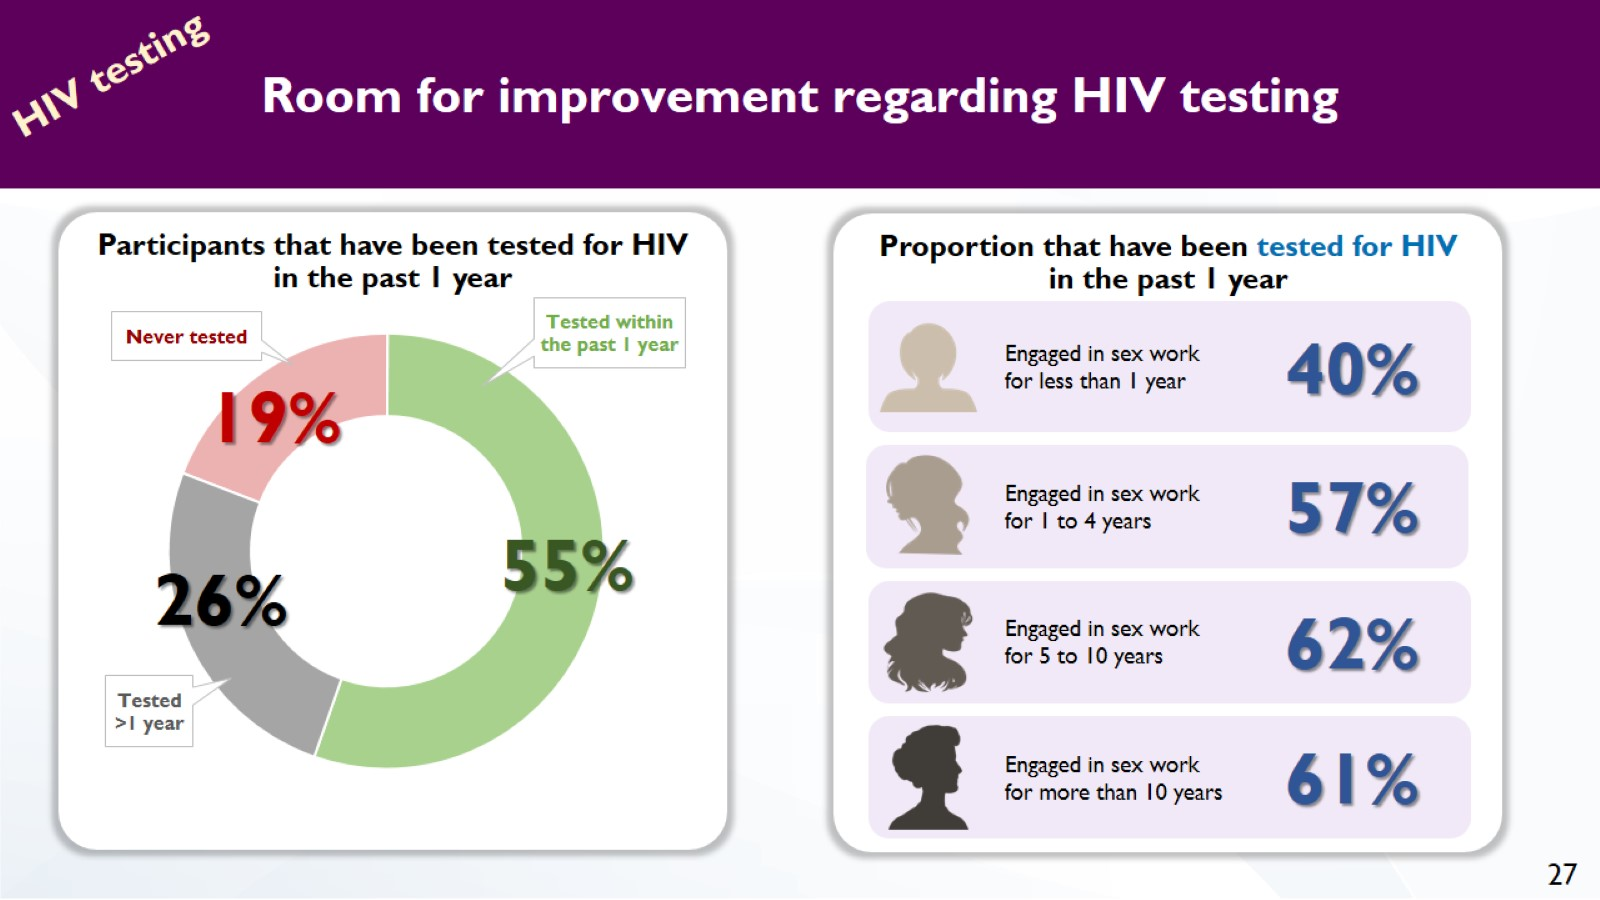 HIV testing
Room for improvement regarding HIV testing
Participants that have been tested for HIV
in the past 1 year
Never tested
Tested within
the past 1 year
19%
55%
26%
Tested
>1 year
Proportion that have been tested for HIV
in the past 1 year
Engaged in sex work
for less than 1 year
40%
Engaged in sex work
for 1 to 4 years
57%
Engaged in sex work
for 5 to 10 years
62%
Engaged in sex work
for more than 10 years
61%
27